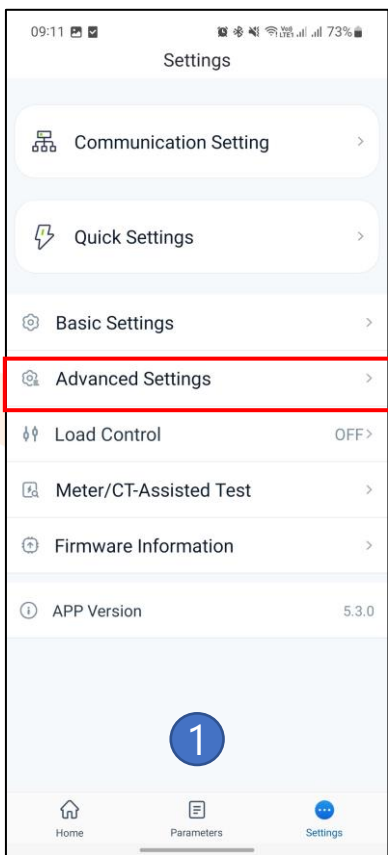 09:11 73%
Settings
Communication Setting
Quick Settings
Basic Settings
Advanced Settings
Load Control OFF
Meter/CT-Assisted Test
Firmware Information
APP Version 5.3.0
1
Home Parameters Settings